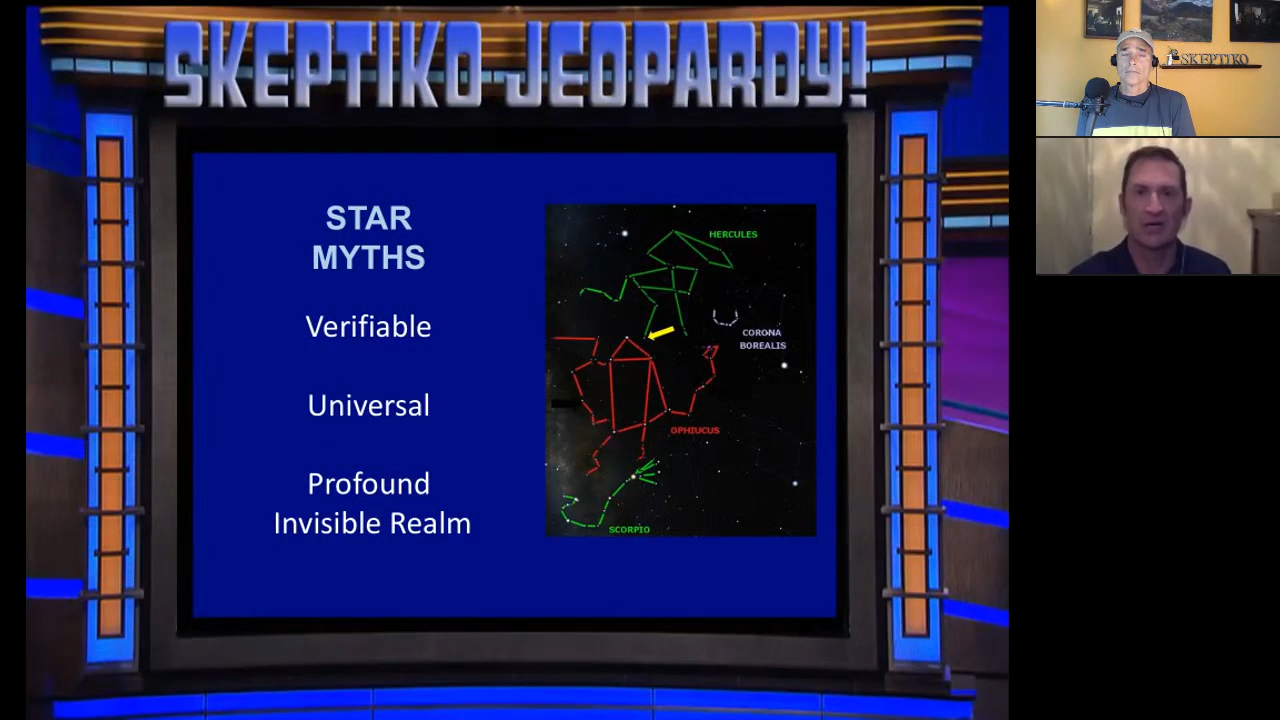 SKEPTIKO JEOPARDY!
STAR
MYTHS
Verifiable
Universal
Profound
Invisible Realm
HERCULES
CORONA
BOREALIS
OPHIUCUS
SCORPIO
SKEPTIKO